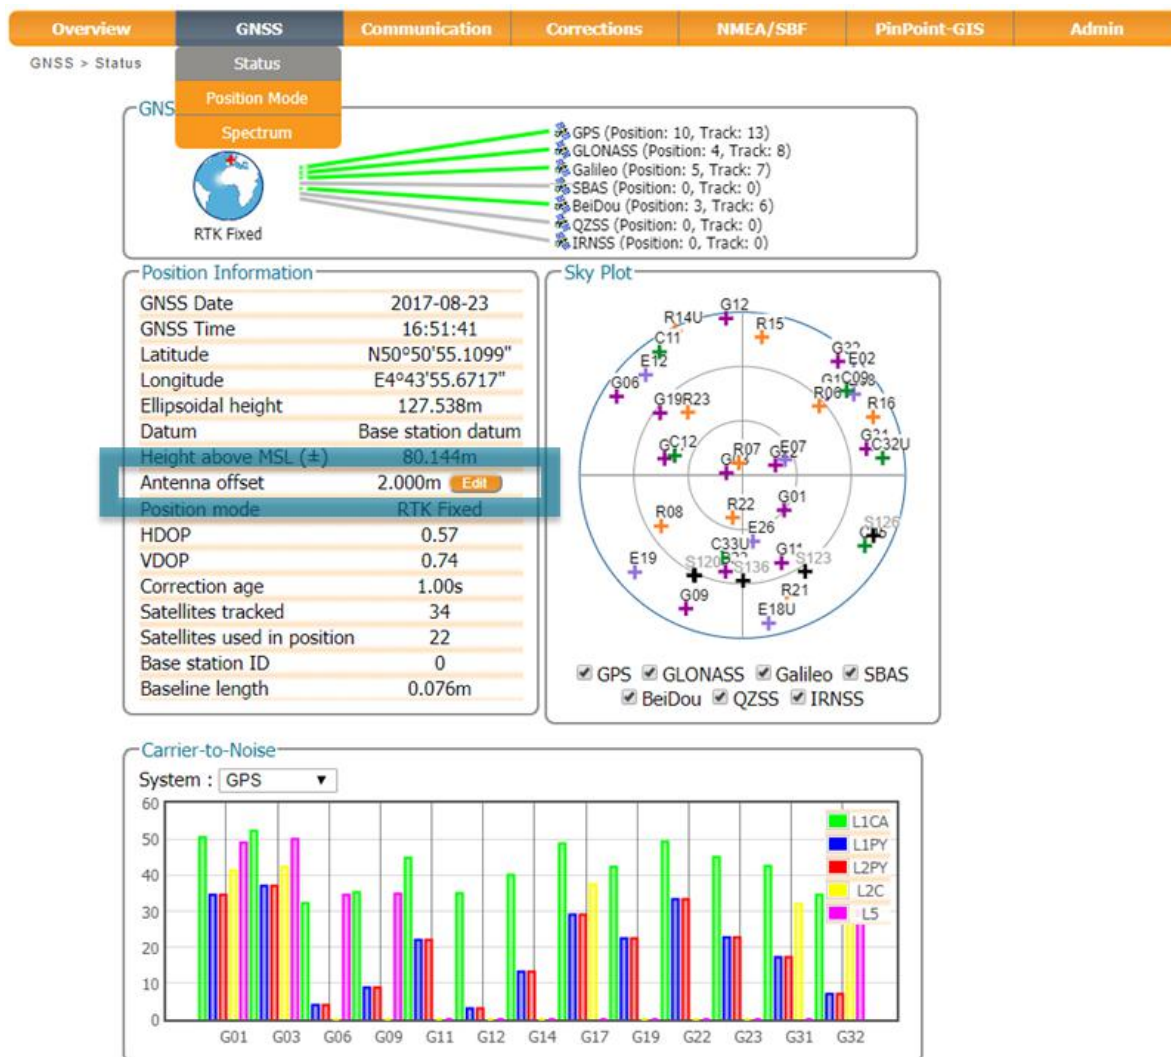 Overview GNSS Communication Corrections NMEA/SBF PinPoint-GIS Admin
GNSS > Status
Status
Position Mode
Spectrum
GNS
GPS (Position: 10, Track: 13)
GLONASS (Position: 4, Track: 8)
Galileo (Position: 5, Track: 7)
SBAS (Position: 0, Track: 0)
BeiDou (Position: 3, Track: 6)
QZSS (Position: 0, Track: 0)
IRNSS (Position: 0, Track: 0)
RTK Fixed
Position Information
GNSS Date 2017-08-23
GNSS Time 16:51:41
Latitude N50°50'55.1099"
Longitude E4°43'55.6717"
Ellipsoidal height 127.538m
Datum Base station datum
Height above MSL (±) 80.144m
Antenna offset 2.000m Edit
Position mode RTK Fixed
HDOP 0.57
VDOP 0.74
Correction age 1.00s
Satellites tracked 34
Satellites used in position 22
Base station ID 0
Baseline length 0.076m
Sky Plot
G12
R14U R15
C11
E12 E02
G06 C09
G19 R23 R16
C12 C32U
R07 E07
G01
R08 R22
S126
E26
C33U G11
E19 S120 S136 S123
R21
G09 E18U
GPS GLONASS Galileo SBAS
BeiDou QZSS IRNSS
Carrier-to-Noise
System : GPS
60
50
40
30
20
10
0
L1CA
L1PY
L2PY
L2C
L5
G01 G03 G06 G09 G11 G12 G14 G17 G19 G22 G23 G31 G32